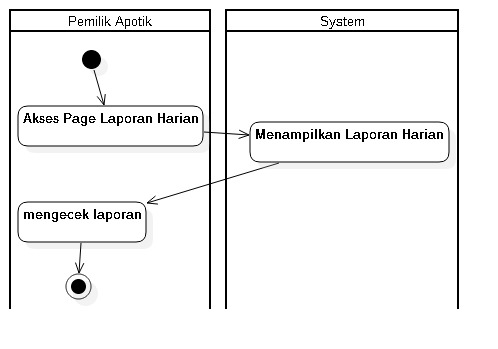 Pemilik Apotik
System
Akses Page Laporan Harian
Menampilkan Laporan Harian
mengecek laporan